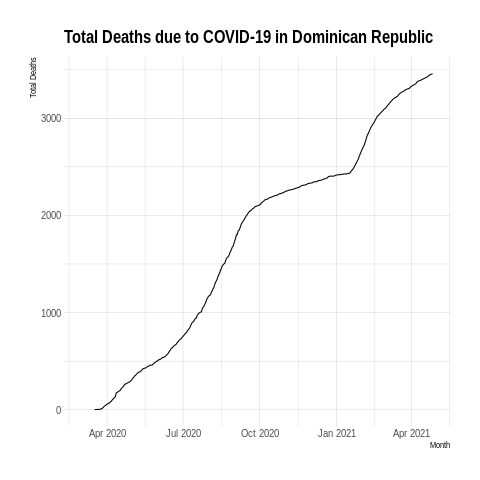 Total Deaths due to COVID-19 in Dominican Republic
Total Deaths
3000
2000
1000
0
Apr 2020 Jul 2020 Oct 2020 Jan 2021 Apr 2021
Month